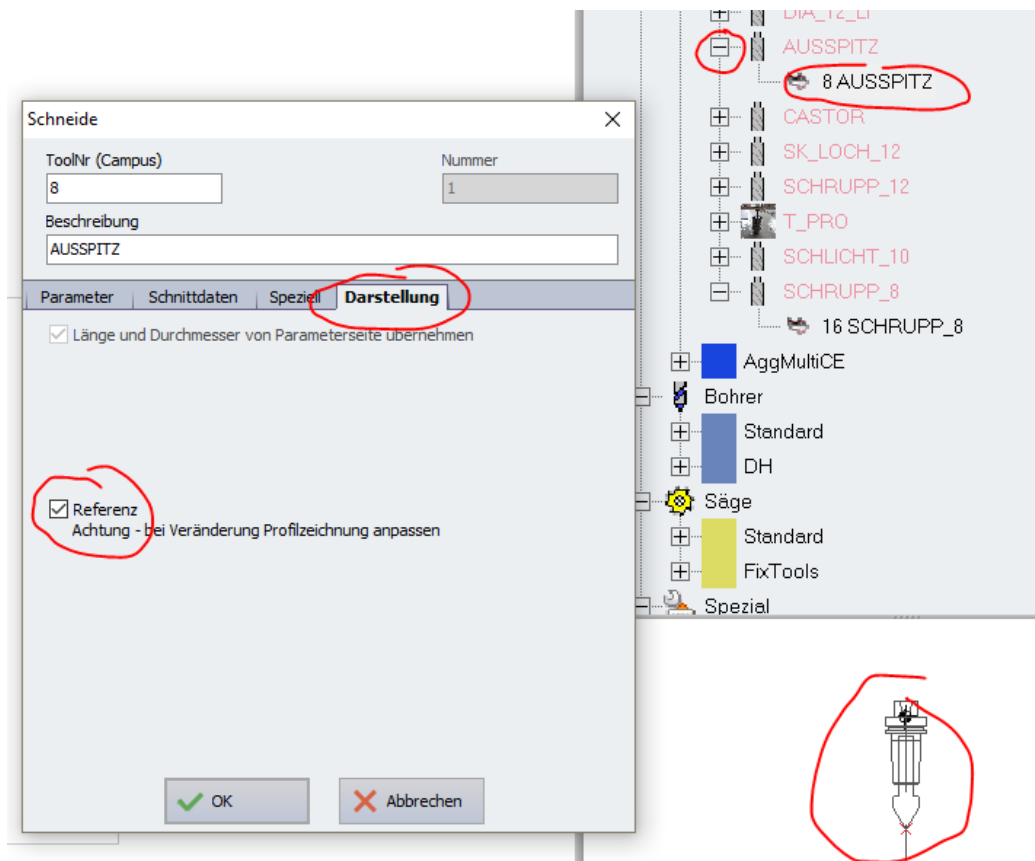 Schneide
ToolNr (Campus)
Nummer
8
1
Beschreibung
AUSSPITZ
Parameter
Schnittdaten
Speziell
Darstellung
Länge und Durchmesser von Parameterseite übernehmen
Referenz
Achtung - bei Veränderung Profilzeichnung anpassen
OK
Abbrechen
DIA_12_LI
AUSSPITZ
8 AUSSPITZ
CASTOR
SK_LOCH_12
SCHRUPP_12
T_PRO
SCHLICHT_10
SCHRUPP_8
16 SCHRUPP_8
AggMultiCE
Bohrer
Standard
DH
Säge
Standard
FixTools
Spezial